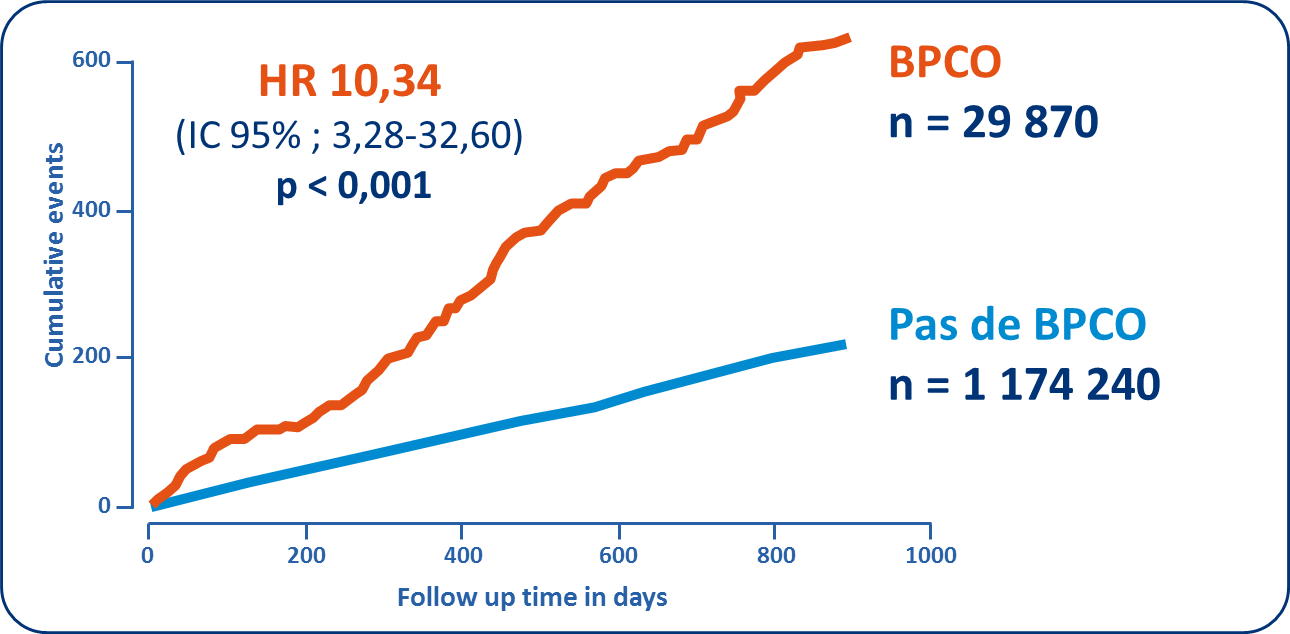 HR 10,34
(IC 95% ; 3,28-32,60)
p < 0,001
BPCO
n = 29 870
Pas de BPCO
n = 1 174 240
Cumulative events
600
400
200
0
0 200 400 600 800 1000
Follow up time in days